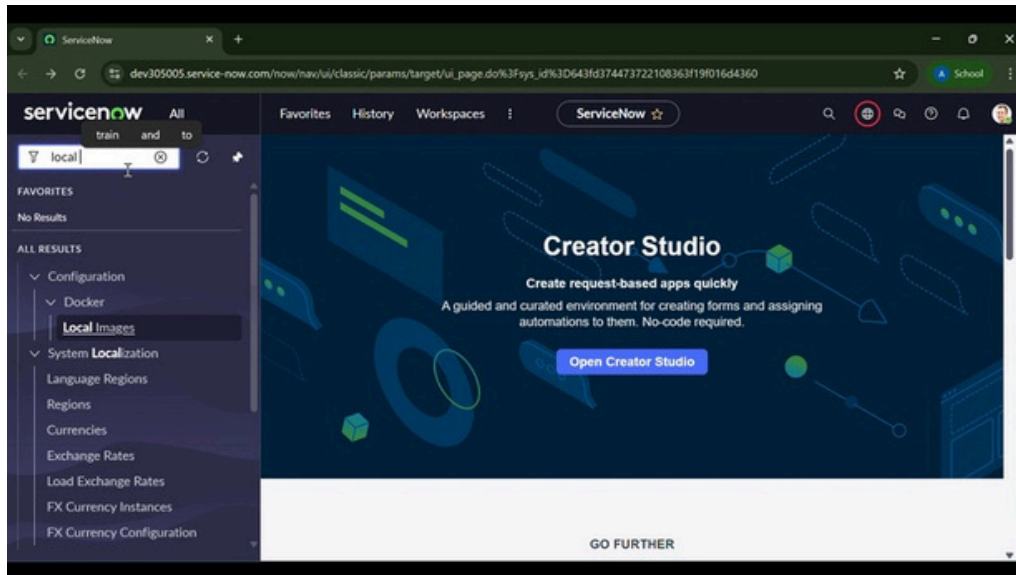 ServiceNow
dev305005.service-now.com/now/nav/ui/classic/params/target/ui_page.do%3Fsys_id%3D643fd374473722108363f19f016d4360
A School
servicenow All Favorites History Workspaces ServiceNow
train and to
local
FAVORITES
No Results
ALL RESULTS
Configuration
Docker
Local Images
System Localization
Language Regions
Regions
Currencies
Exchange Rates
Load Exchange Rates
FX Currency Instances
FX Currency Configuration
Creator Studio
Create request-based apps quickly
A guided and curated environment for creating forms and assigning
automations to them. No-code required.
Open Creator Studio
GO FURTHER